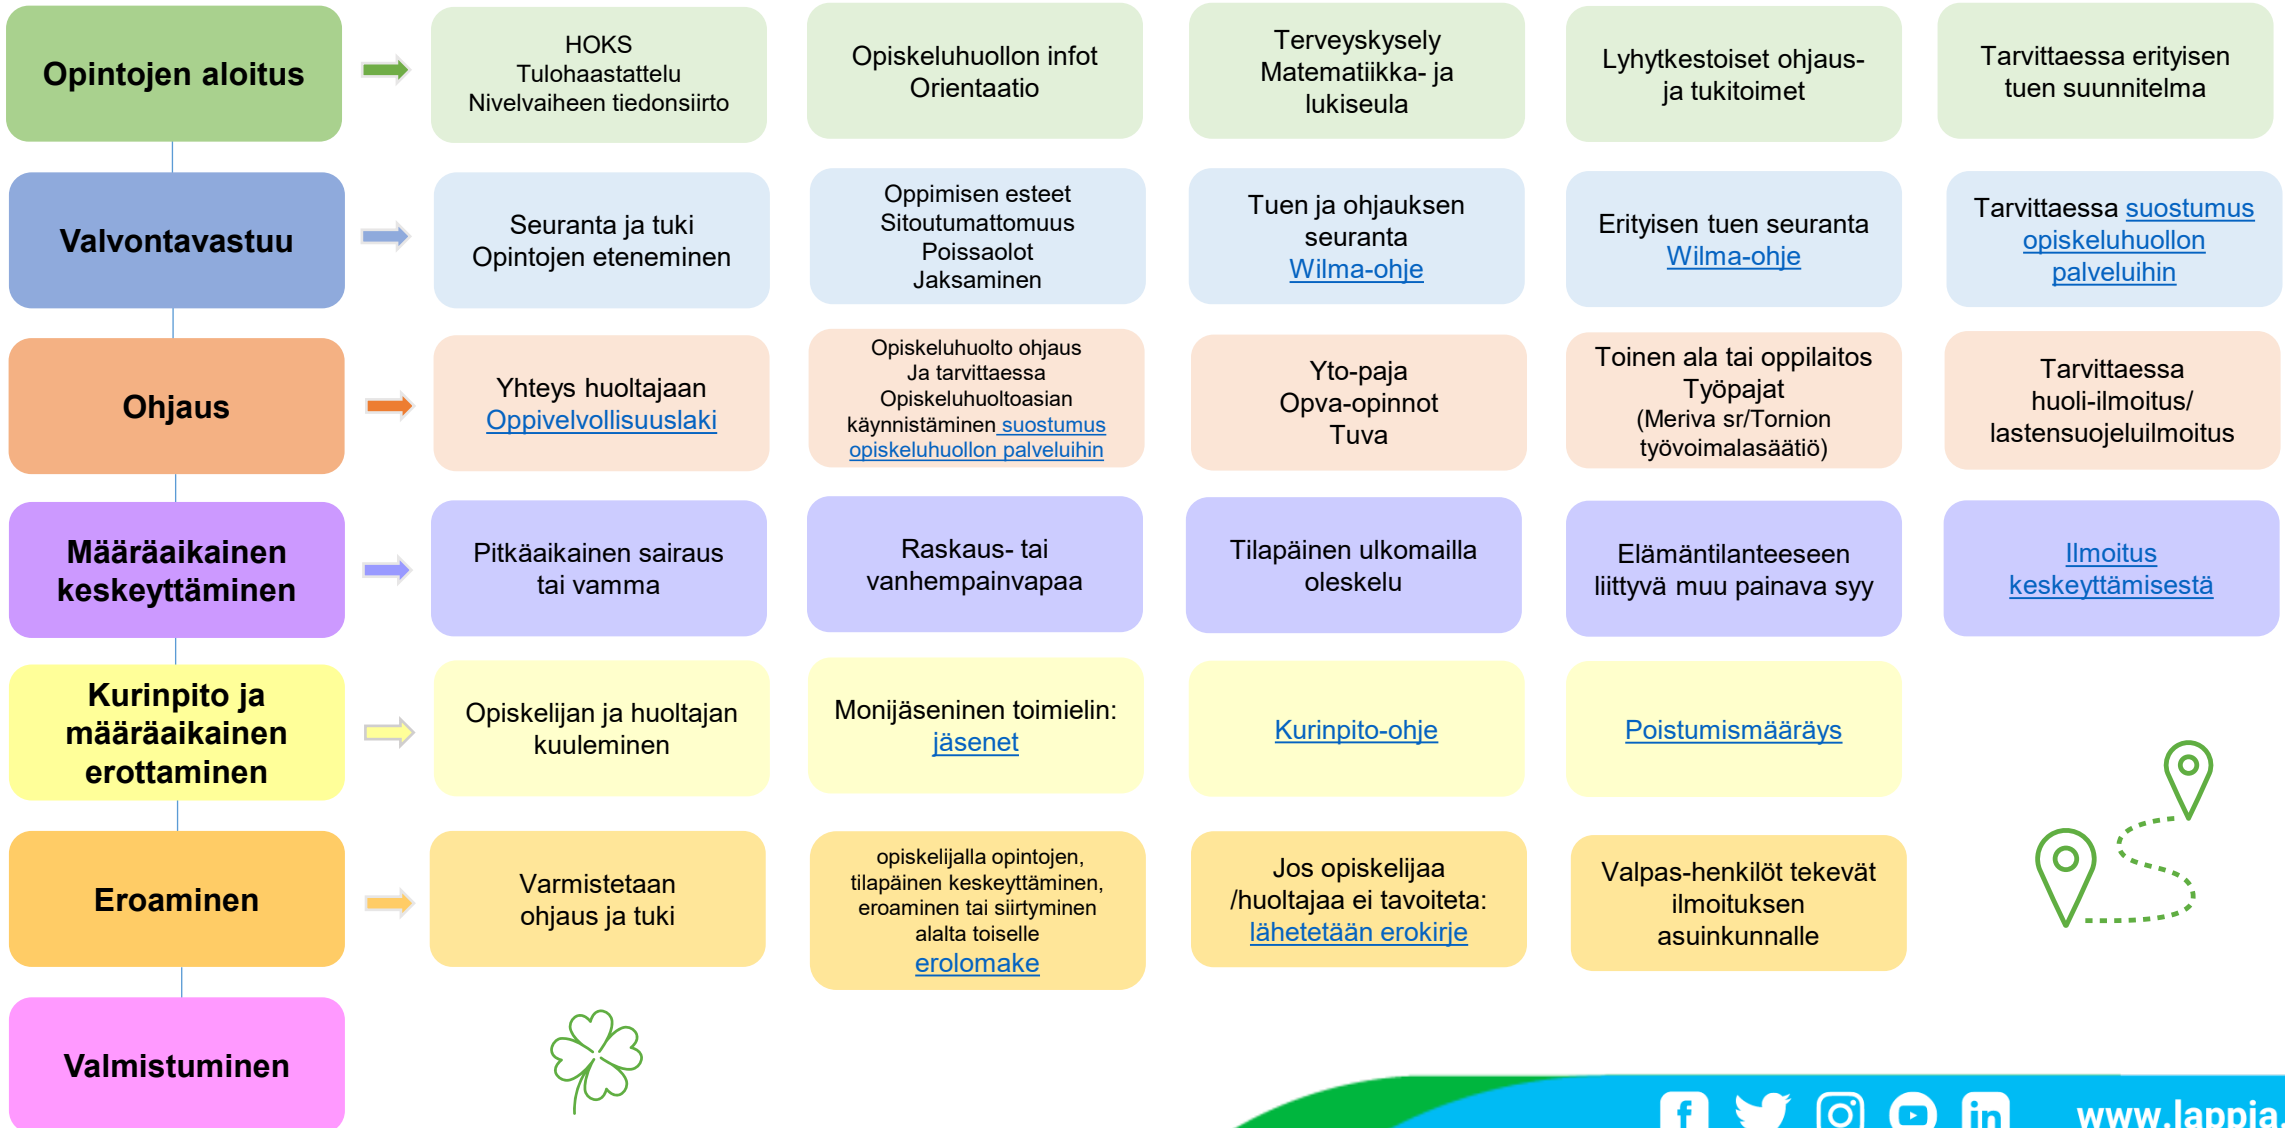 Opintojen aloitus
HOKS
Tulohaastattelu
Nivelvaiheen tiedonsiirto
Opiskeluhuollon infot
Orientaatio
Terveyskysely
Matematiikka- ja
lukiseula
Lyhytkestoiset ohjaus-
ja tukitoimet
Tarvittaessa erityisen
tuen suunnitelma
Valvontavastuu
Seuranta ja tuki
Opintojen eteneminen
Oppimisen esteet
Sitoutumattomuus
Poissaolot
Jaksaminen
Tuen ja ohjauksen
seuranta
Wilma-ohje
Erityisen tuen seuranta
Wilma-ohje
Tarvittaessa suostumus
opiskeluhuollon
palveluihin
Ohjaus
Yhteys huoltajaan
Oppivelvollisuuslaki
Opiskeluhuolto ohjaus
Ja tarvittaessa
Opiskeluhuoltoasian
käynnistäminen suostumus
opiskeluhuollon palveluihin
Yto-paja
Opva-opinnot
Tuva
Toinen ala tai oppilaitos
Työpajat
(Meriva sr/Tornion
työvoimalasäätiö)
Tarvittaessa
huoli-ilmoitus/
lastensuojeluilmoitus
Määräaikainen
keskeyttäminen
Pitkäaikainen sairaus
tai vamma
Raskaus- tai
vanhempainvapaa
Tilapäinen ulkomailla
oleskelu
Elämäntilanteeseen
liittyvä muu painava syy
Ilmoitus
keskeyttämisestä
Kurinpito ja
määräaikainen
erottaminen
Opiskelijan ja huoltajan
kuuleminen
Monijäseninen toimielin:
jäsenet
Kurinpito-ohje
Poistumismääräys
Eroaminen
Varmistetaan
ohjaus ja tuki
opiskelijalla opintojen,
tilapäinen keskeyttäminen,
eroaminen tai siirtyminen
alalta toiselle
erolomake
Jos opiskelijaa
/huoltajaa ei tavoiteta:
lähetetään erokirje
Valpas-henkilöt tekevät
ilmoituksen
asuinkunnalle
Valmistuminen
www.lappia.